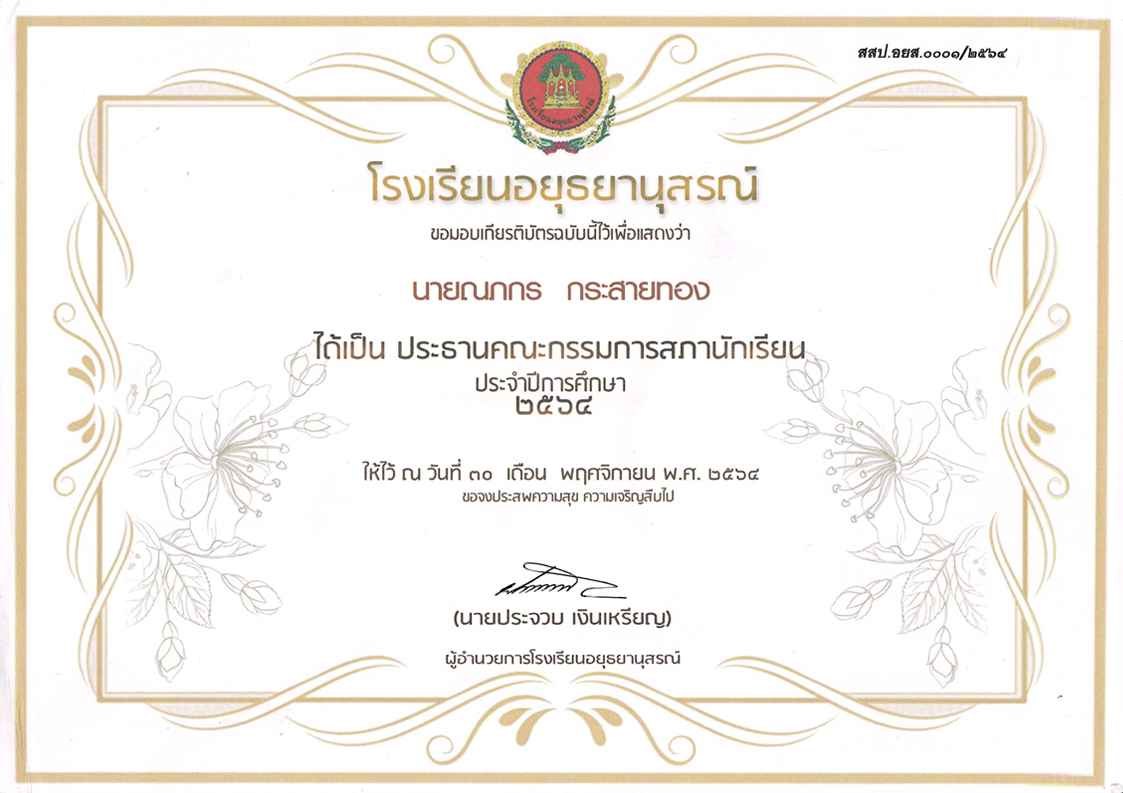 สสป.อยส.๐๐๐๑/๒๕๖๔
โรงเรียนอยุธยานุสรณ์
โรงเรียนอยุธยานุสรณ์
ขอมอบเกียรติบัตรฉบับนี้ไว้เพื่อแสดงว่า
นายณภกร กระสายทอง
ได้เป็น ประธานคณะกรรมการสภานักเรียน
ประจำปีการศึกษา
๒๕๖๔
ให้ไว้ ณ วันที่ ๓๐ เดือน พฤศจิกายน พ.ศ. ๒๕๖๔
ขอจงประสพความสุข ความเจริญสืบไป
(นายประจวบ เงินเหรียญ)
ผู้อำนวยการโรงเรียนอยุธยานุสรณ์